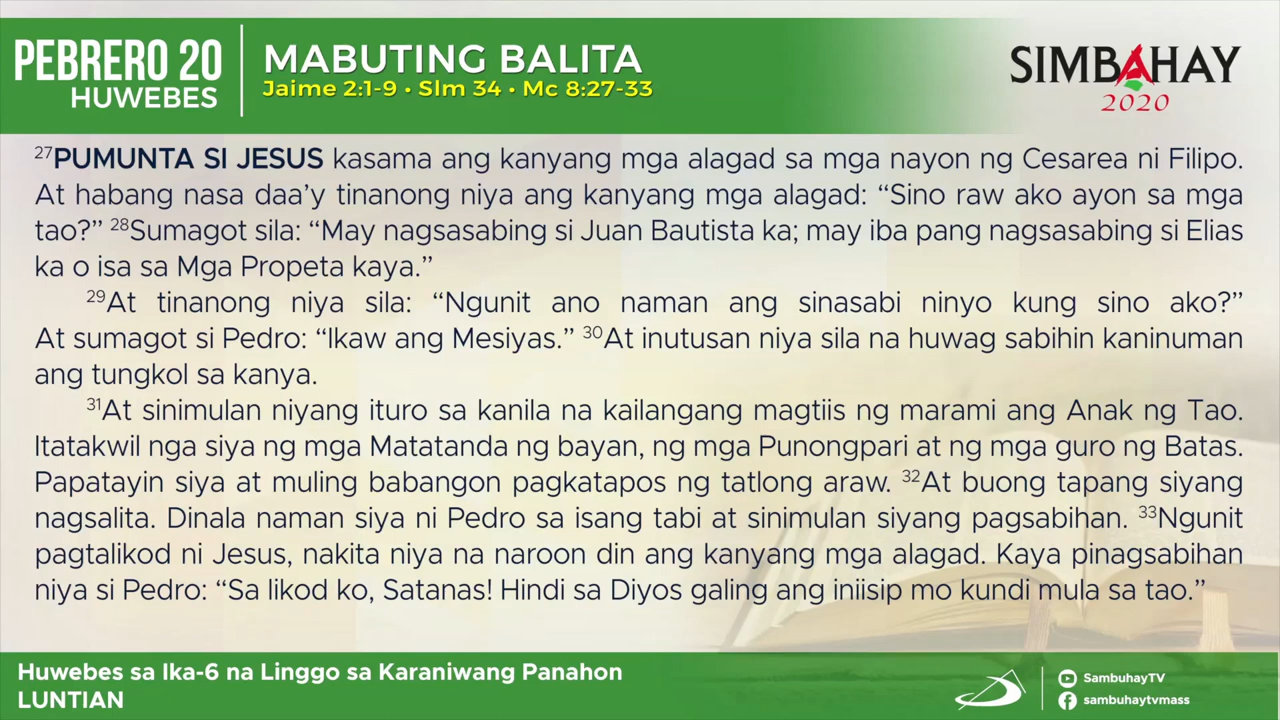 PEBRERO 20
HUWEBES
MABUTING BALITA
Jaime 2:1-9 • Slm 34 • Mc 8:27-33
SIMBAHAY
2020
27PUMUNTA SI JESUS kasama ang kanyang mga alagad sa mga nayon ng Cesarea ni Filipo.
At habang nasa daa’y tinanong niya ang kanyang mga alagad: “Sino raw ako ayon sa mga
tao?” 28Sumagot sila: “May nagsasabing si Juan Bautista ka; may iba pang nagsasabing si Elias
ka o isa sa Mga Propeta kaya.”
29At tinanong niya sila: “Ngunit ano naman ang sinasabi ninyo kung sino ako?”
At sumagot si Pedro: “Ikaw ang Mesiyas.” 30At inutusan niya sila na huwag sabihin kaninuman
ang tungkol sa kanya.
31At sinimulan niyang ituro sa kanila na kailangang magtiis ng marami ang Anak ng Tao.
Itatakwil nga siya ng mga Matatanda ng bayan, ng mga Punongpari at ng mga guro ng Batas.
Papatayin siya at muling babangon pagkatapos ng tatlong araw. 32At buong tapang siyang
nagsalita. Dinala naman siya ni Pedro sa isang tabi at sinimulan siyang pagsabihan. 33Ngunit
pagtalikod ni Jesus, nakita niya na naroon din ang kanyang mga alagad. Kaya pinagsabihan
niya si Pedro: “Sa likod ko, Satanas! Hindi sa Diyos galing ang iniisip mo kundi mula sa tao.”
Huwebes sa Ika-6 na Linggo sa Karaniwang Panahon
LUNTIAN
SambuhayTV
sambuhaytvmass